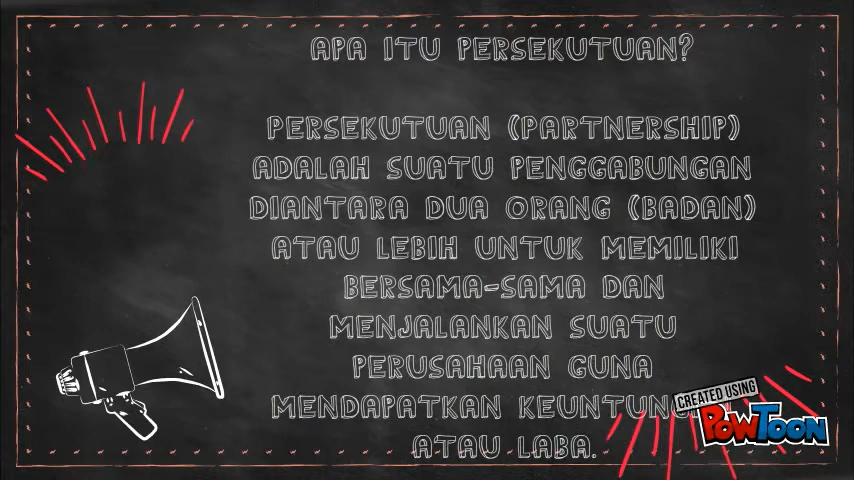 APA ITU PERSEKUTUAN?
PERSEKUTUAN (PARTNERSHIP)
ADALAH SUATU PENGGABUNGAN
DIANTARA DUA ORANG (BADAN)
ATAU LEBIH UNTUK MEMILIKI
BERSAMA-SAMA DAN
MENJALANKAN SUATU
PERUSAHAAN GUNA
MENDAPATKAN
ATAU LABA.
CREATED USING
POWTOON